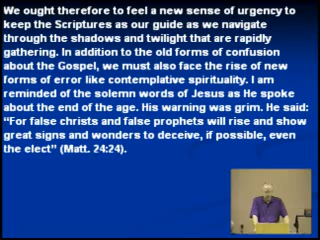 We ought therefore to feel a new sense of urgency to
keep the Scriptures as our guide as we navigate
through the shadows and twilight that are rapidly
gathering. In addition to the old forms of confusion
about the Gospel, we must also face the rise of new
forms of error like contemplative spirituality. I am
reminded of the solemn words of Jesus as He spoke
about the end of the age. His warning was grim. He said:
“For false christs and false prophets will rise and show
great signs and wonders to deceive, if possible, even
the elect” (Matt. 24:24).